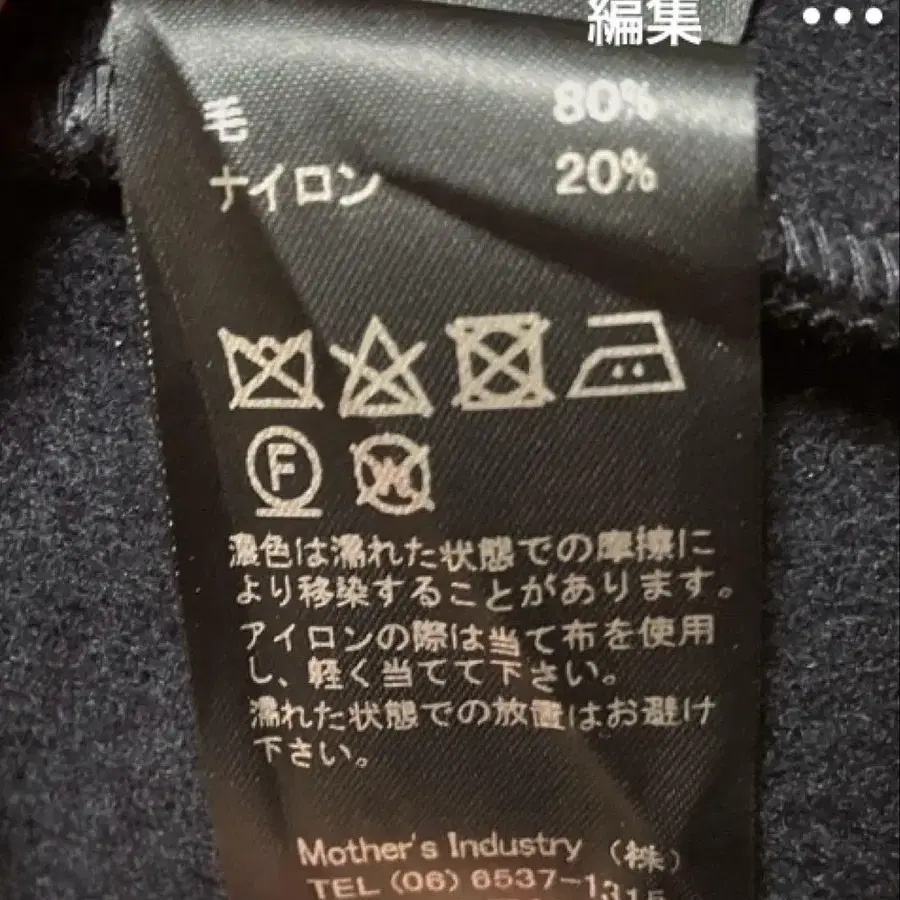 編集
毛 80%
ナイロン 20%
F
W
濃色は濡れた状態での摩擦に
より移染することがあります。
アイロンの際は当て布を使用
し、軽く当てて下さい。
濡れた状態での放置はお避け
下さい。
Mother's Industry (株)
TEL (06) 6537-1315